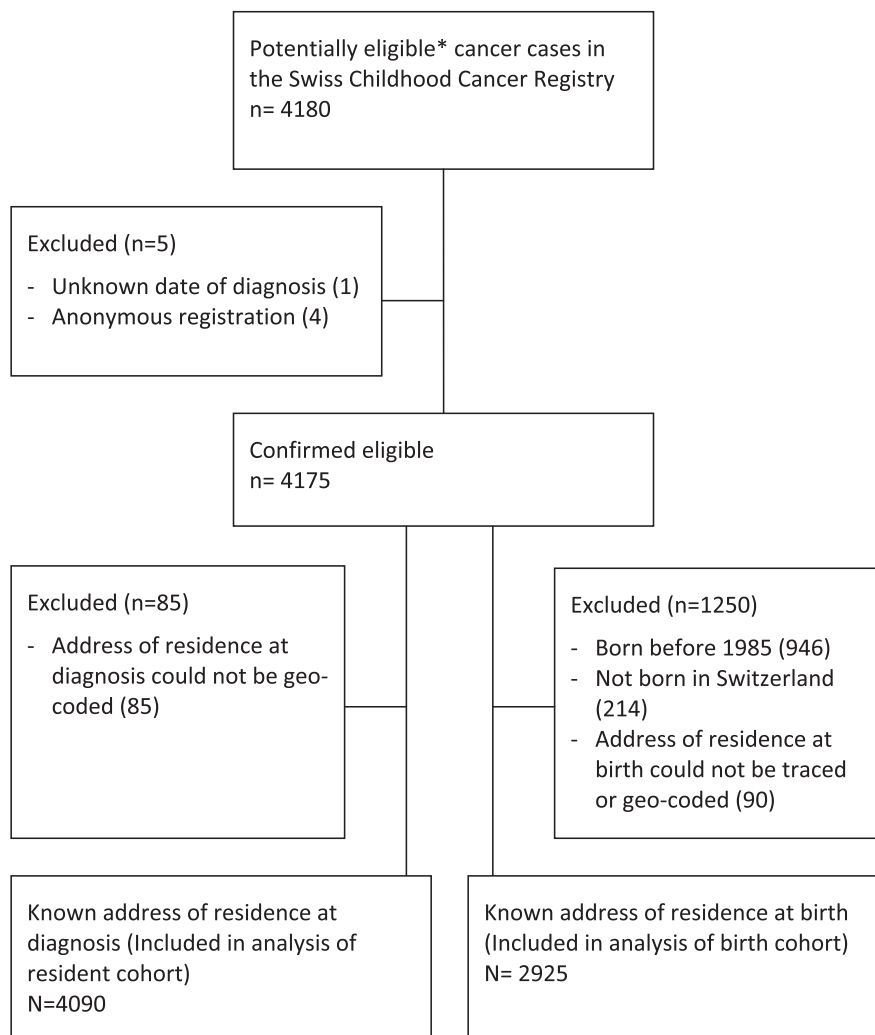 Potentially eligible* cancer cases in
the Swiss Childhood Cancer Registry
n= 4180
Excluded (n=5)
- Unknown date of diagnosis (1)
- Anonymous registration (4)
Confirmed eligible
n= 4175
Excluded (n=85)
- Address of residence at
diagnosis could not be geo-
coded (85)
Excluded (n=1250)
- Born before 1985 (946)
- Not born in Switzerland
(214)
- Address of residence at
birth could not be traced
or geo-coded (90)
Known address of residence at
diagnosis (Included in analysis of
resident cohort)
N=4090
Known address of residence at birth
(Included in analysis of birth cohort)
N= 2925